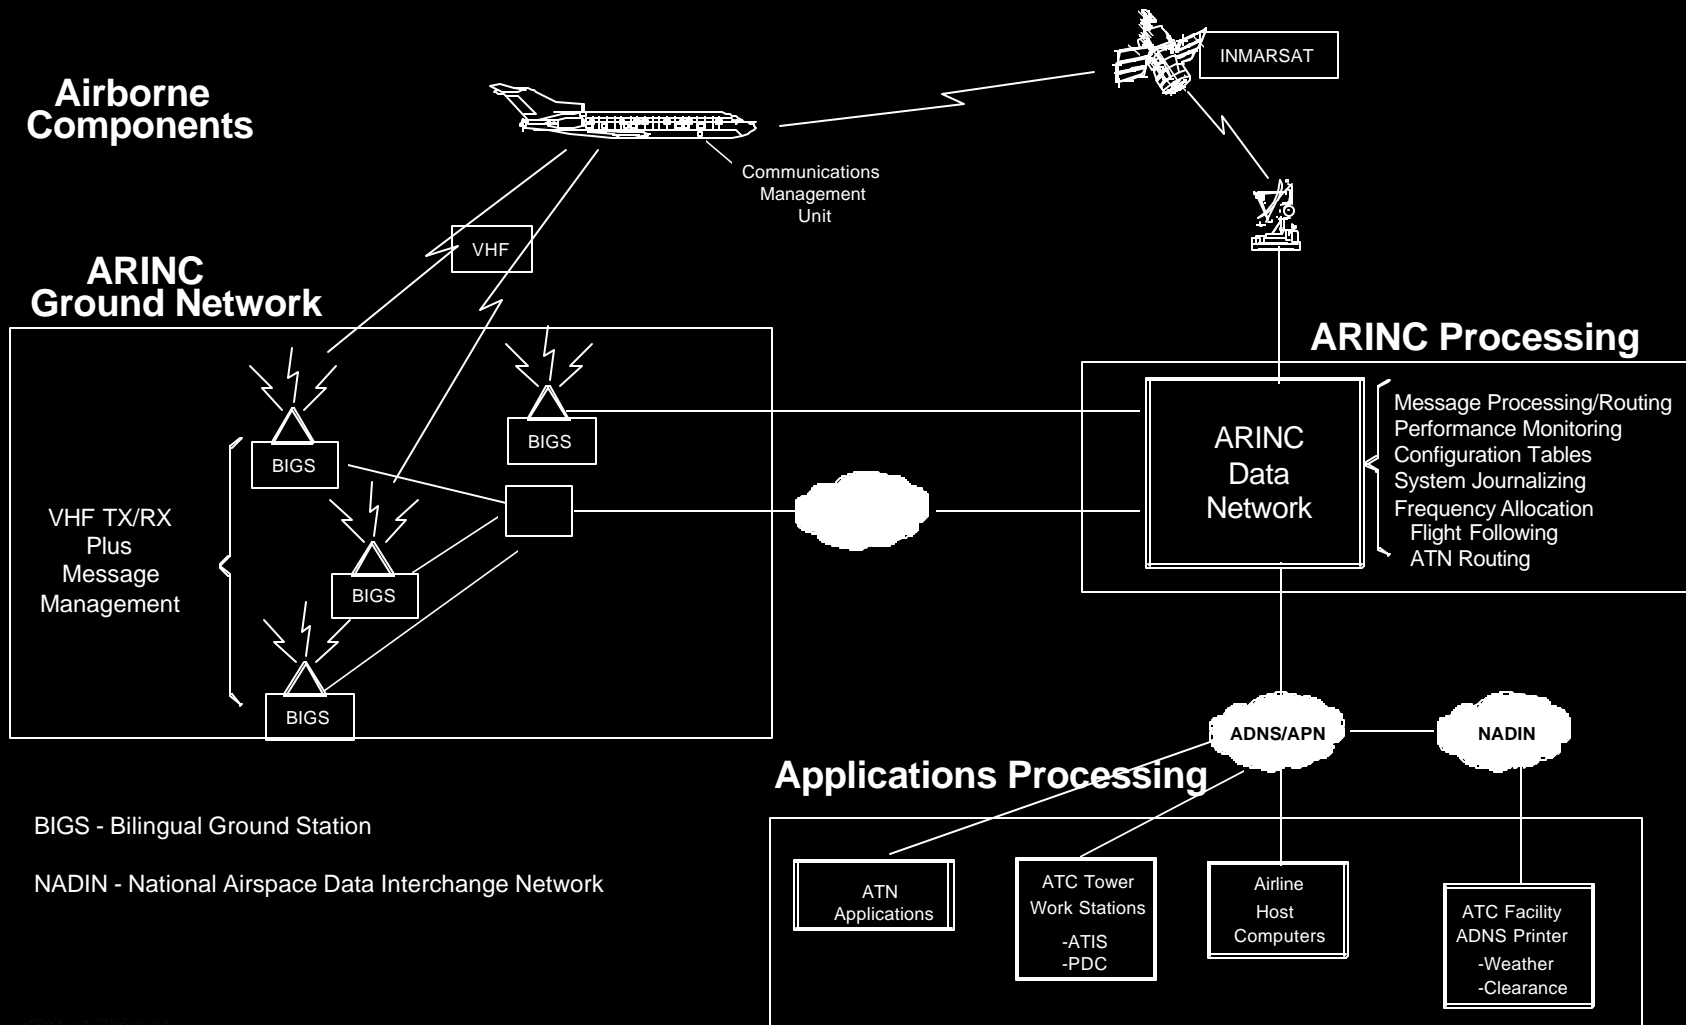 Airborne
Components
INMARSAT
Communications
Management
Unit
VHF
ARINC
Ground Network
BIGS
BIGS
BIGS
BIGS
VHF TX/RX
Plus
Message
Management
ARINC Processing
ARINC
Data
Network
Message Processing/Routing
Performance Monitoring
Configuration Tables
System Journalizing
Frequency Allocation
Flight Following
ATN Routing
ADNS/APN
NADIN
Applications Processing
BIGS - Bilingual Ground Station
NADIN - National Airspace Data Interchange Network
ATN
Applications
ATC Tower
Work Stations
-ATIS
-PDC
Airline
Host
Computers
ATC Facility
ADNS Printer
-Weather
-Clearance